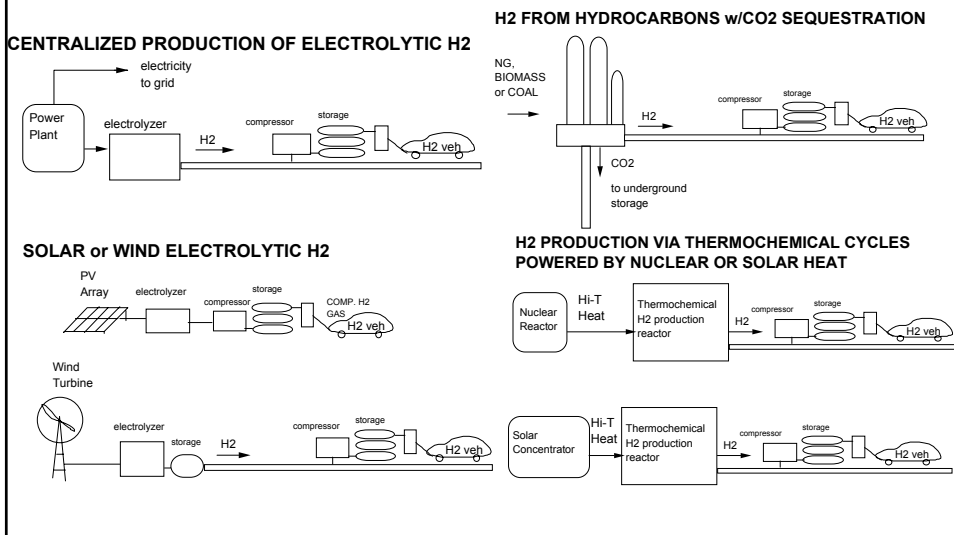 CENTRALIZED PRODUCTION OF ELECTROLYTIC H2
electricity
to grid
Power
Plant
electrolyzer
H2
compressor
storage
H2 veh
H2 FROM HYDROCARBONS w/CO2 SEQUESTRATION
NG,
BIOMASS
or COAL
H2
compressor
storage
H2 veh
CO2
to underground
storage
SOLAR or WIND ELECTROLYTIC H2
PV
Array
electrolyzer
compressor
storage
COMP. H2
GAS
H2 veh
Wind
Turbine
electrolyzer
storage
H2
compressor
storage
H2 veh
H2 PRODUCTION VIA THERMOCHEMICAL CYCLES
POWERED BY NUCLEAR OR SOLAR HEAT
Nuclear
Reactor
Hi-T
Heat
Thermochemical
H2 production
reactor
H2
compressor
storage
H2 veh
Solar
Concentrator
Hi-T
Heat
Thermochemical
H2 production
reactor
H2
compressor
storage
H2 veh